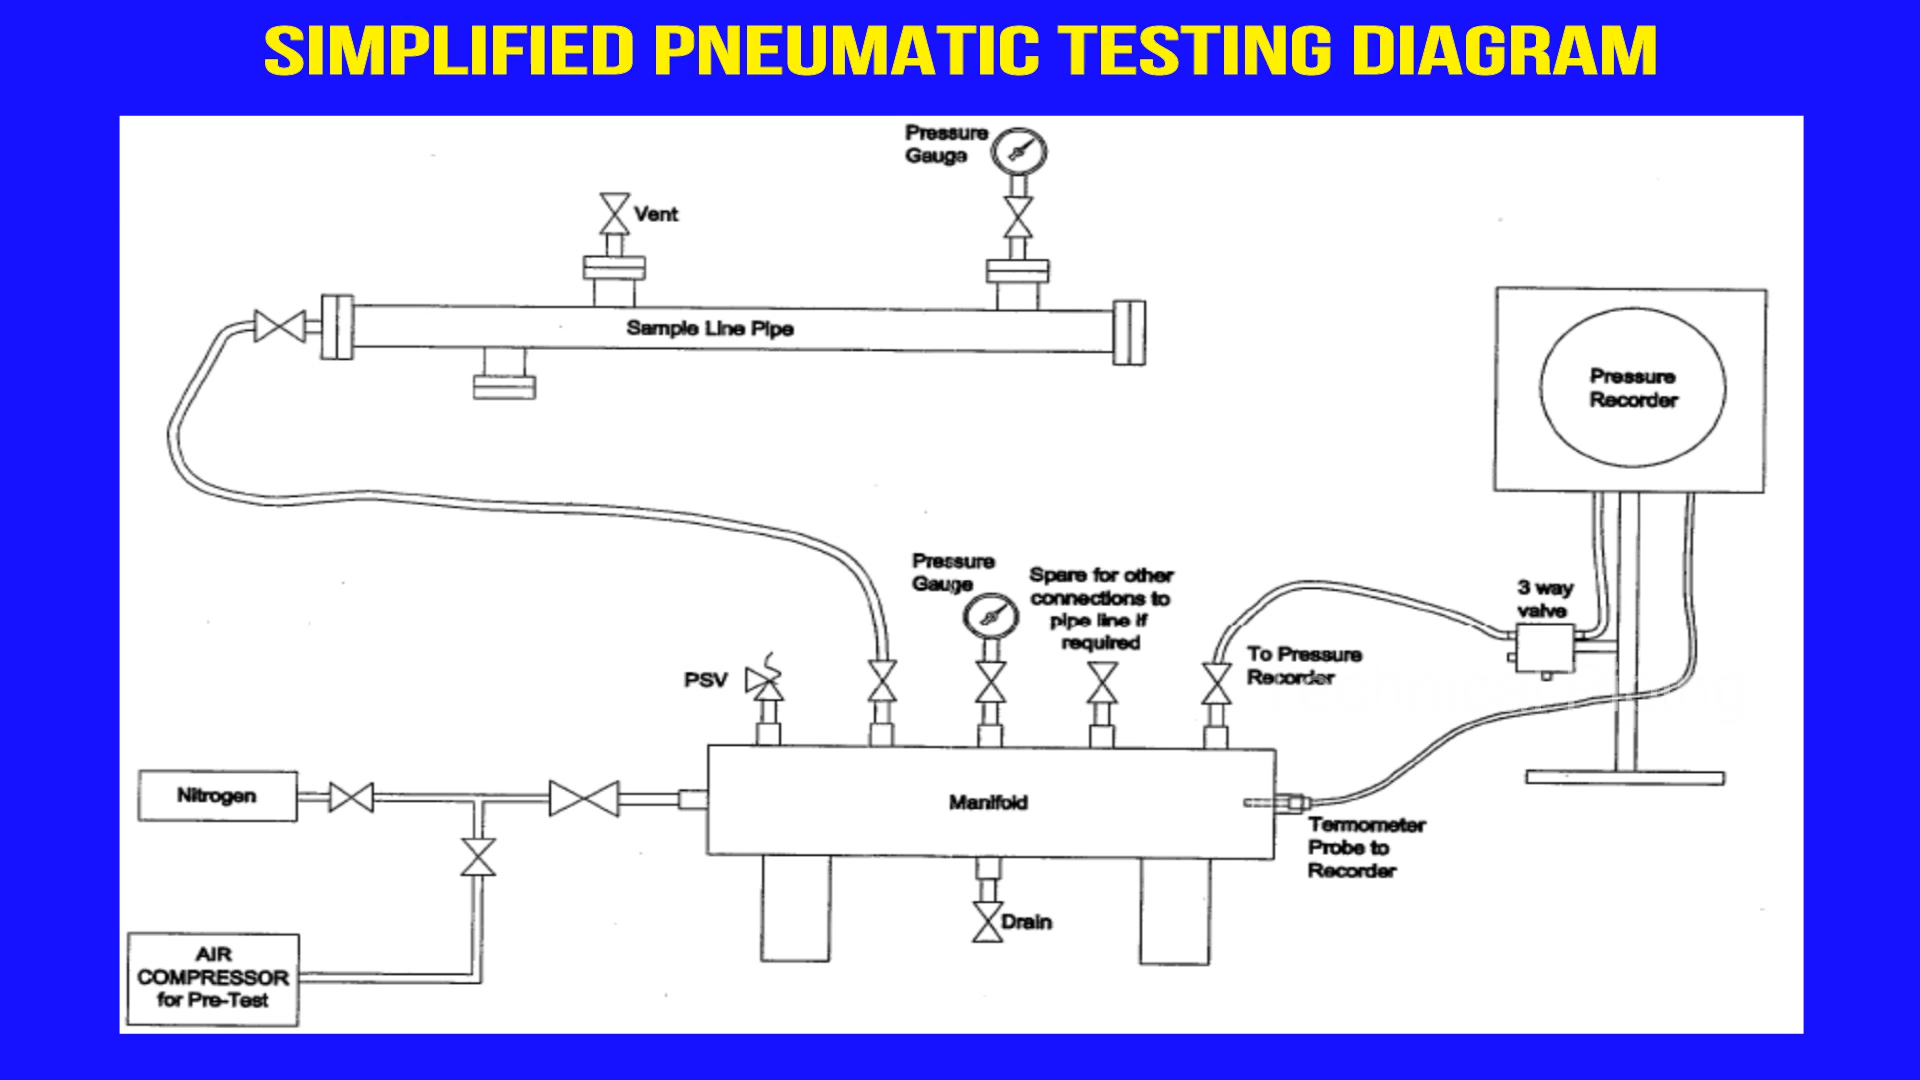 SIMPLIFIED PNEUMATIC TESTING DIAGRAM
Pressure
Gauge
Vent
Sample Line Pipe
Pressure
Recorder
Pressure
Gauge
Spare for other
connections to
pipe line if
required
3 way
valve
To Pressure
Recorder
PSV
Nitrogen
Manifold
Termometer
Probe to
Recorder
Drain
AIR
COMPRESSOR
for Pre-Test